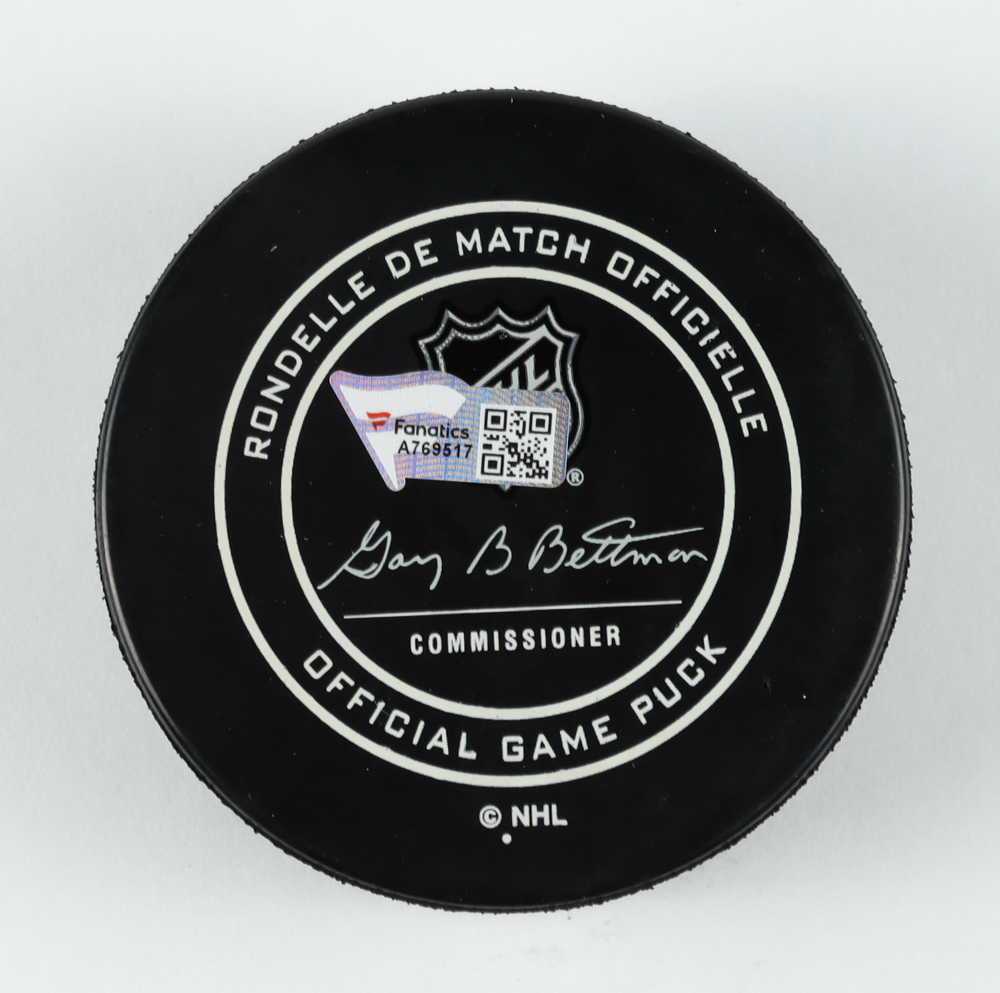 RONDELLE DE MATCH OFFICIELLE
Fanatics
A769517
®
Gary B Bettman
COMMISSIONER
OFFICIAL GAME PUCK
© NHL